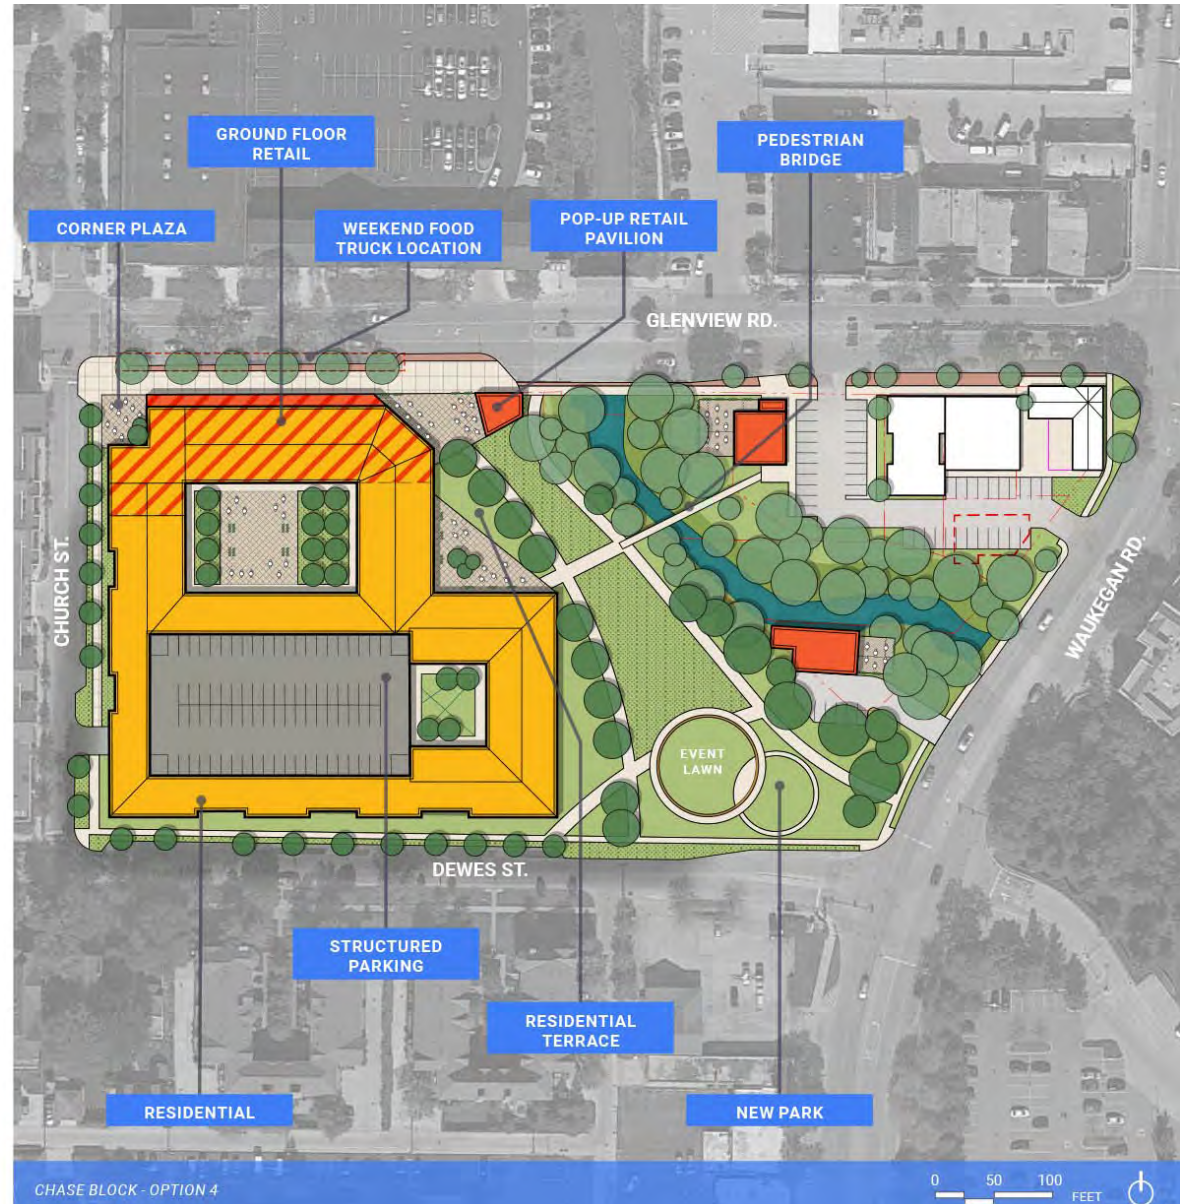 GROUND FLOOR
RETAIL
PEDESTRIAN
BRIDGE
CORNER PLAZA
WEEKEND FOOD
TRUCK LOCATION
POP-UP RETAIL
PAVILION
GLENVIEW RD.
CHURCH ST.
WAUKEGAN RD.
EVENT
LAWN
DEWES ST.
STRUCTURED
PARKING
RESIDENTIAL
TERRACE
RESIDENTIAL
NEW PARK
CHASE BLOCK - OPTION 4
0 50 100
FEET